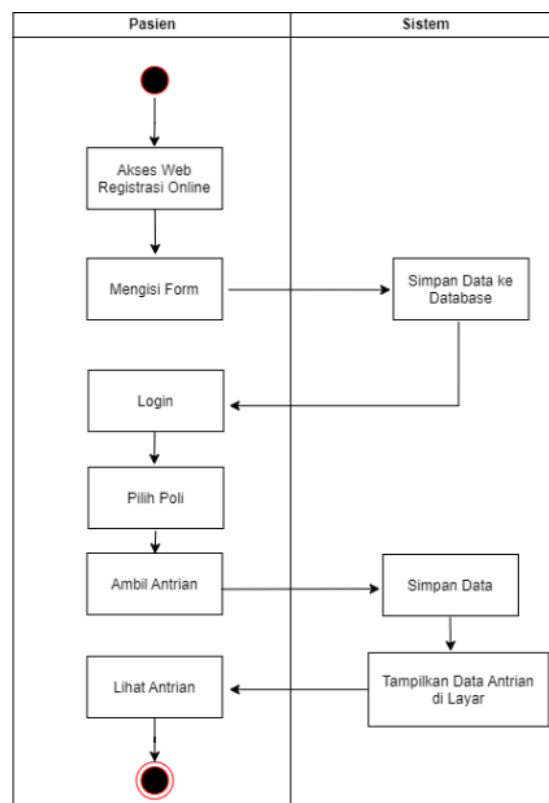 Pasien
Sistem
Akses Web
Registrasi Online
Mengisi Form
Simpan Data ke
Database
Login
Pilih Poli
Ambil Antrian
Simpan Data
Lihat Antrian
Tampilkan Data Antrian
di Layar